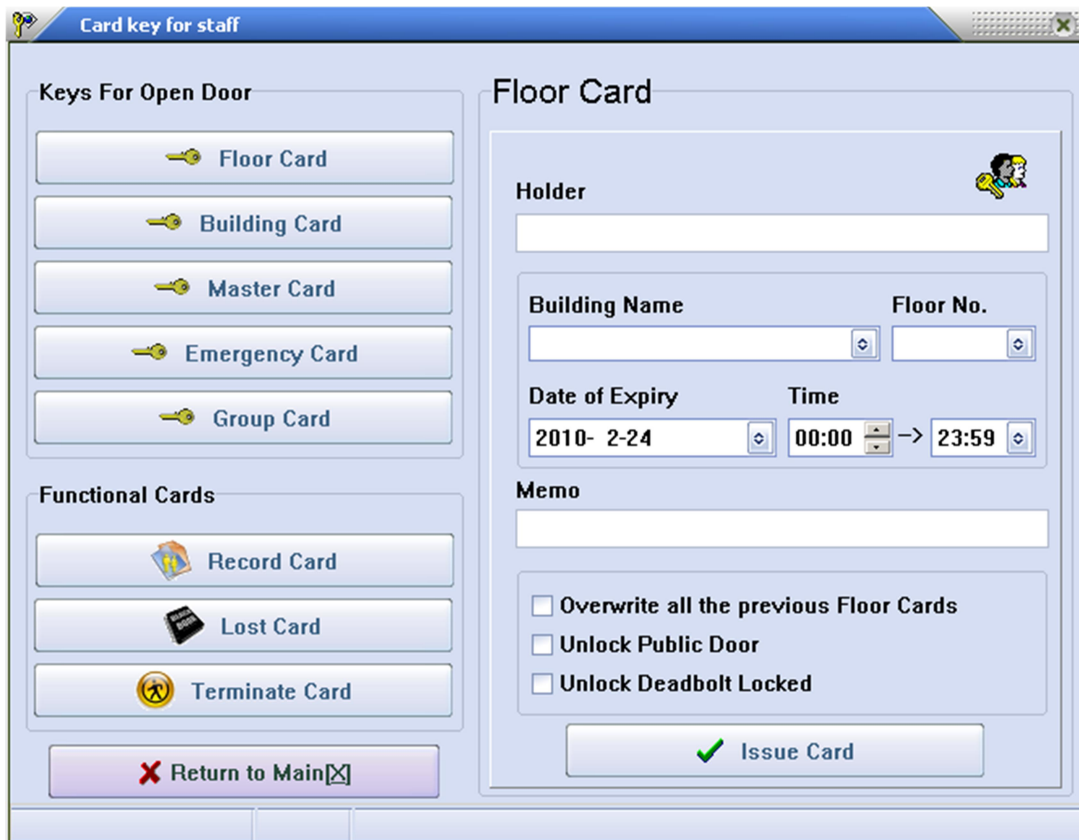 Card key for staff
Keys For Open Door
Floor Card
Building Card
Master Card
Emergency Card
Group Card
Functional Cards
Record Card
Lost Card
Terminate Card
Return to Main[X]
Floor Card
Holder
Building Name Floor No.
Date of Expiry Time
2010- 2-24 00:00 -> 23:59
Memo
Overwrite all the previous Floor Cards
Unlock Public Door
Unlock Deadbolt Locked
Issue Card